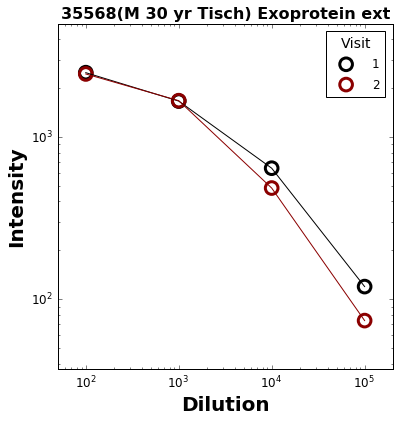 35568(M 30 yr Tisch) Exoprotein ext
Visit
1
2
Intensity
10³
10²
10² 10³ 10⁴ 10⁵
Dilution